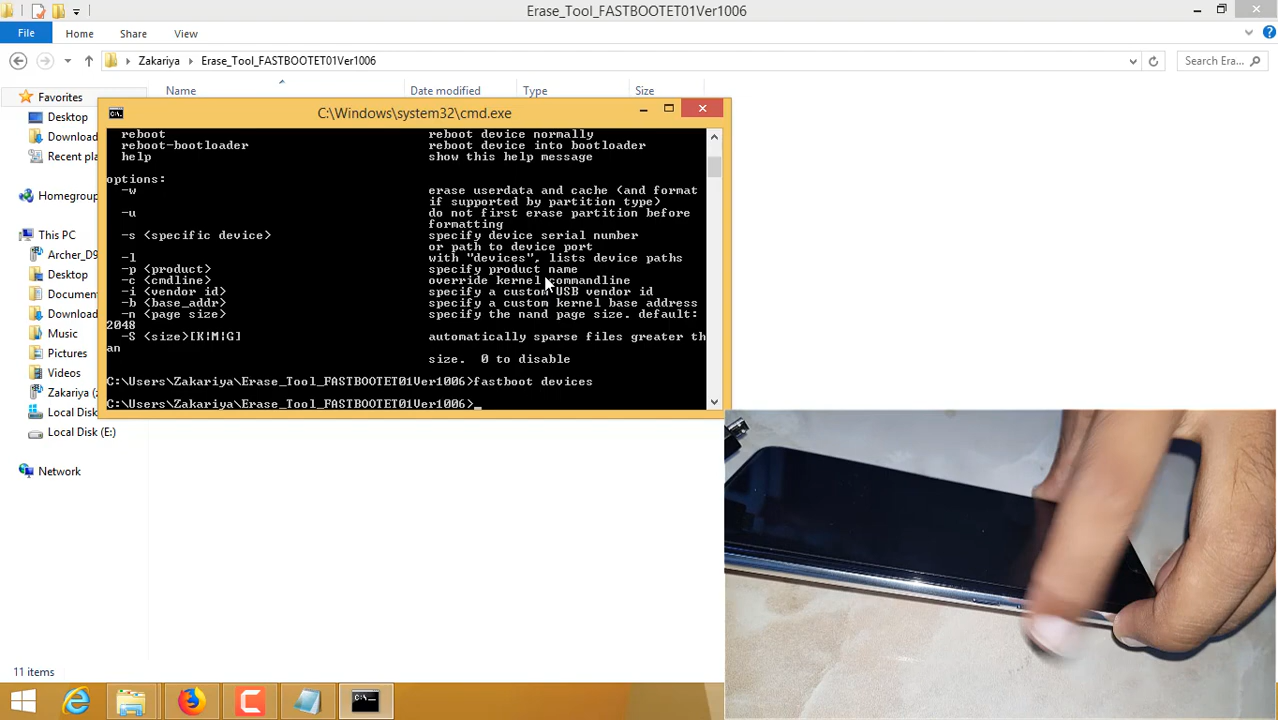 Erase_Tool_FASTBOOTET01Ver1006
File Home Share View
Zakariya Erase_Tool_FASTBOOTET01Ver1006 Search Era...
Name Date modified Type Size
Favorites
Desktop
Download
Recent pla
Homegroup
This PC
Archer_D9
Desktop
Document
Music
Pictures
Videos
Zakariya (
Local Disk
Local Disk (E:)
Network
C:\Windows\system32\cmd.exe
reboot reboot device normally
reboot-bootloader reboot device into bootloader
help show this help message
options:
-w erase userdata and cache (and format
if supported by partition type)
-u do not first erase partition before
formatting
-s <specific device> specify device serial number
or path to device port
-l with "devices", lists device paths
-p <product> specify product name
-c <cmdline> override kernel commandline
-i <vendor id> specify a custom USB vendor id
-b <base_addr> specify a custom kernel base address
-n <page size> specify the nand page size. default:
2048
-S <size>[K|M|G] automatically sparse files greater th
an
size. 0 to disable
C:\Users\Zakariya\Erase_Tool_FASTBOOTET01Ver1006>fastboot devices
C:\Users\Zakariya\Erase_Tool_FASTBOOTET01Ver1006>_
11 items